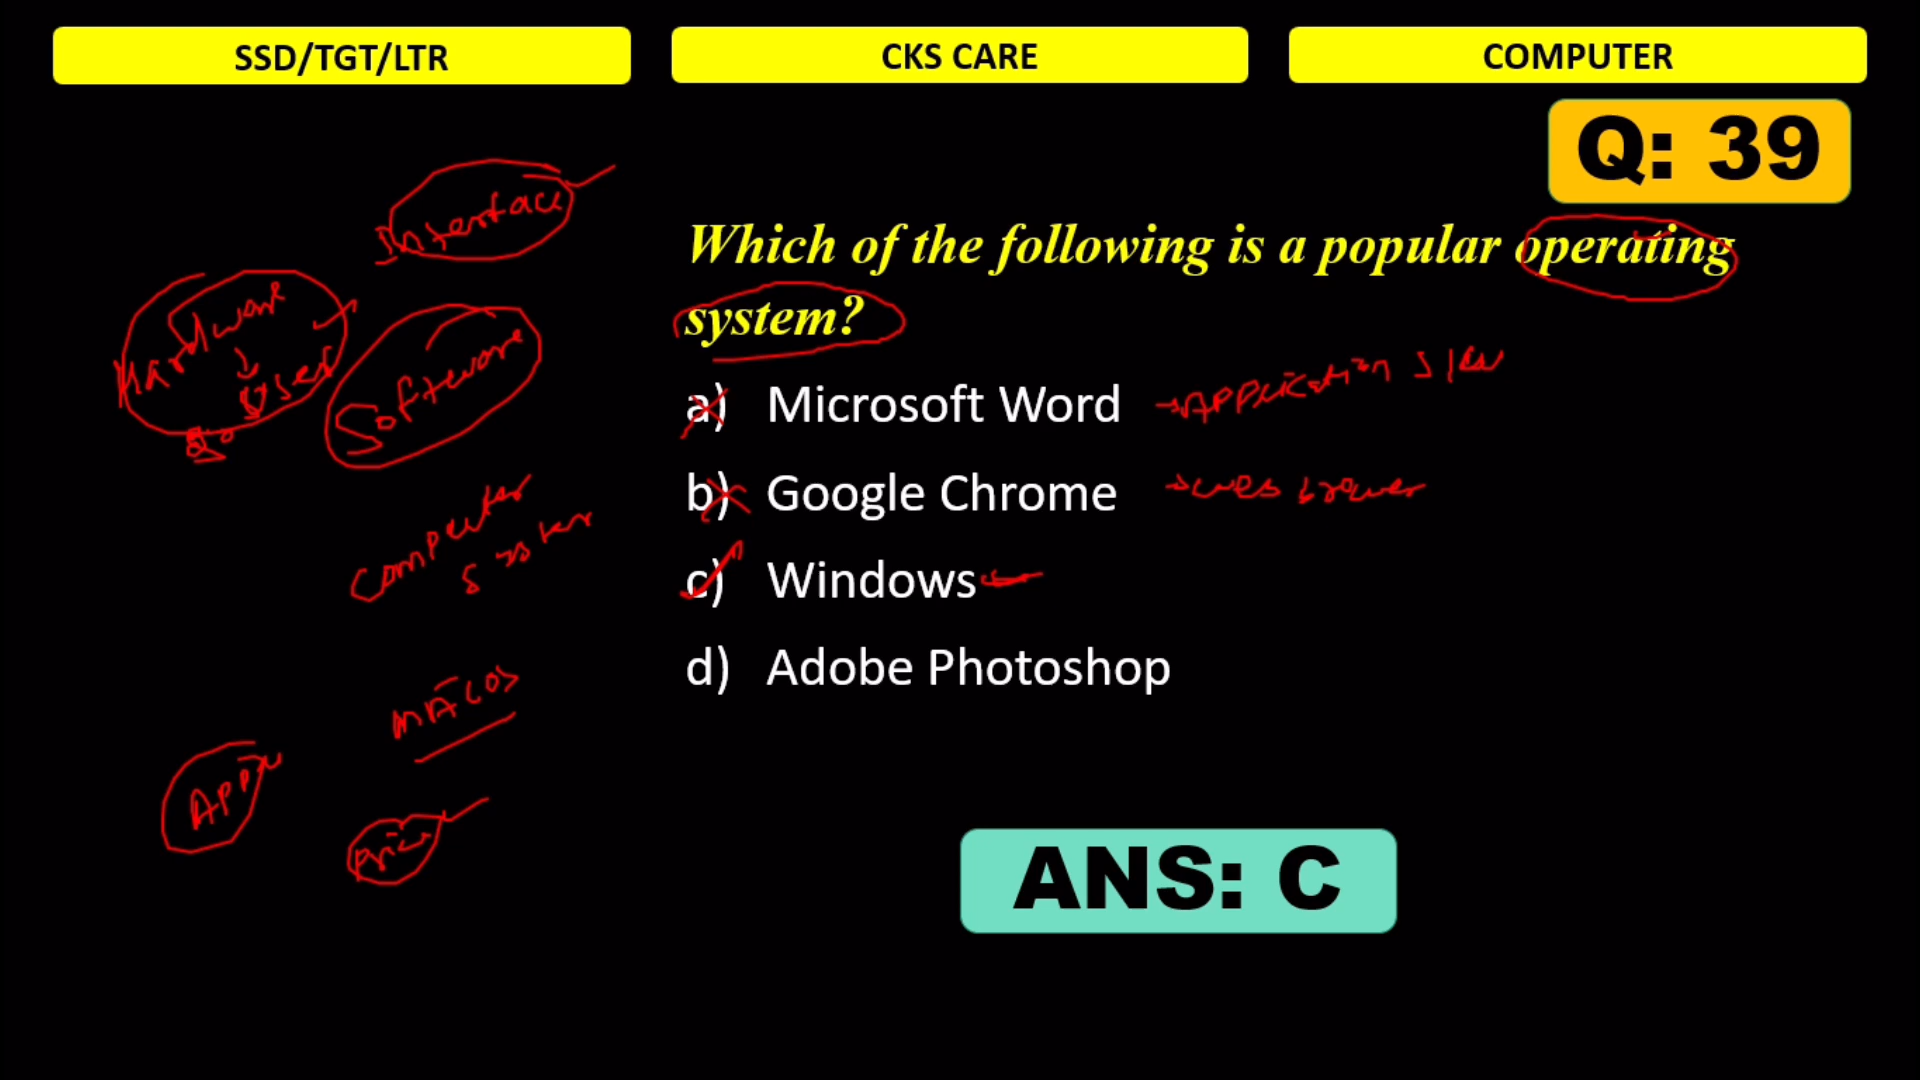 SSD/TGT/LTR
CKS CARE
COMPUTER
Q: 39
Which of the following is a popular operating
system?
a) Microsoft Word
Application S/W
b) Google Chrome
c) Windows
d) Adobe Photoshop
ANS: C
Interface
Hardware
User
Software
Computer
MACOS